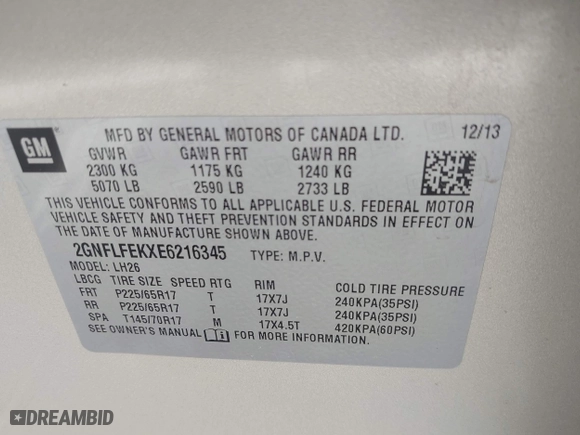 GM
MFD BY GENERAL MOTORS OF CANADA LTD. 12/13
GVWR GAWR FRT GAWR RR
2300 KG 1175 KG 1240 KG
5070 LB 2590 LB 2733 LB
THIS VEHICLE CONFORMS TO ALL APPLICABLE U.S. FEDERAL MOTOR
VEHICLE SAFETY AND THEFT PREVENTION STANDARDS IN EFFECT ON
THE DATE OF MANUFACTURE SHOWN ABOVE.
2GNFLFEKXE6216345 TYPE: M.P.V.
MODEL: LH26
LBCG TIRE SIZE SPEED RTG RIM COLD TIRE PRESSURE
FRT P225/65R17 T 17X7J 240KPA(35PSI)
RR P225/65R17 T 17X7J 240KPA(35PSI)
SPA T145/70R17 M 17X4.5T 420KPA(60PSI)
SEE OWNER'S MANUAL FOR MORE INFORMATION.
DREAMBID